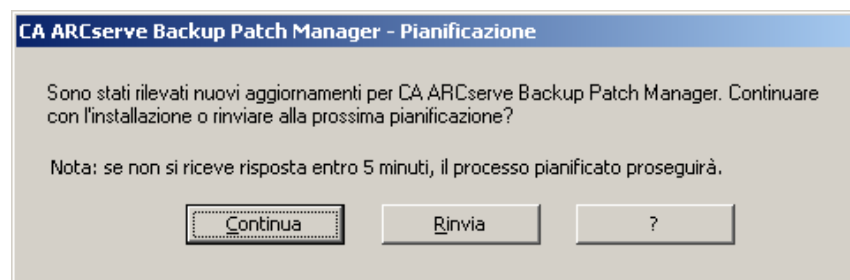 CA ARCserve Backup Patch Manager - Pianificazione
Sono stati rilevati nuovi aggiornamenti per CA ARCserve Backup Patch Manager. Continuare
con l'installazione o rinviare alla prossima pianificazione?
Nota: se non si riceve risposta entro 5 minuti, il processo pianificato proseguirà.
Continua Rinvia ?